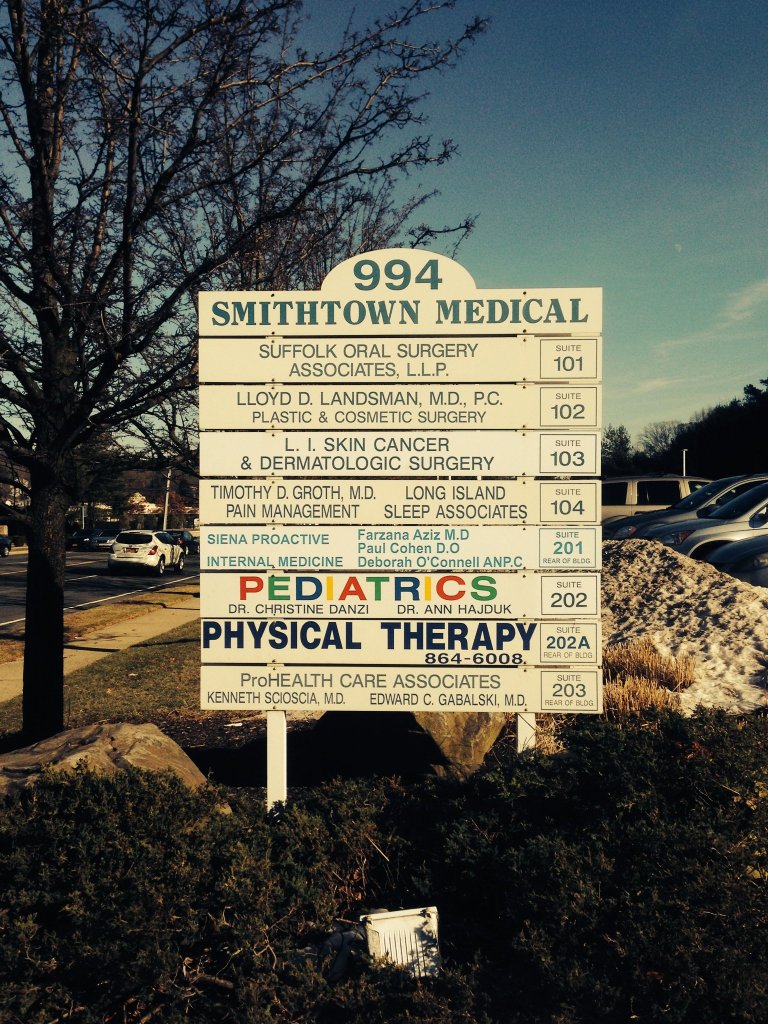 994
SMITHTOWN MEDICAL
SUFFOLK ORAL SURGERY
ASSOCIATES, L.L.P.
SUITE
101
LLOYD D. LANDSMAN, M.D., P.C.
PLASTIC & COSMETIC SURGERY
SUITE
102
L. I. SKIN CANCER
& DERMATOLOGIC SURGERY
SUITE
103
TIMOTHY D. GROTH, M.D. LONG ISLAND
PAIN MANAGEMENT SLEEP ASSOCIATES
SUITE
104
SIENA PROACTIVE
INTERNAL MEDICINE
Farzana Aziz M.D
Paul Cohen D.O
Deborah O'Connell ANP.C
SUITE
201
REAR OF BLDG
PEDIATRICS
DR. CHRISTINE DANZI DR. ANN HAJDUK
SUITE
202
PHYSICAL THERAPY
864-6008
SUITE
202A
REAR OF BLDG
ProHEALTH CARE ASSOCIATES
KENNETH SCIOSCIA, M.D. EDWARD C. GABALSKI, M.D.
SUITE
203
REAR OF BLDG